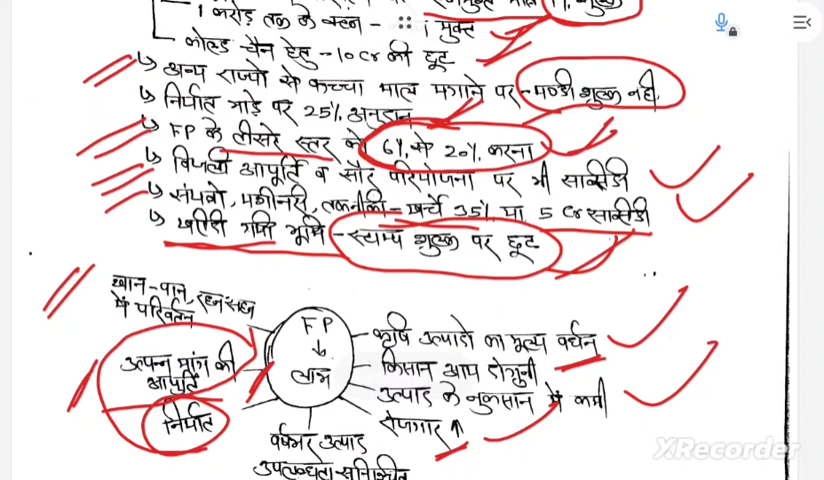 1 करोड़ तक के वहन - मुक्त
कोल्ड चैन हेतु - 10 Cr की छूट
अन्य राज्यों से कच्चा माल मंगाने पर - मण्डी शुल्क नही
निर्यात भाड़े पर 25% अनुदान
FP के तीसरे स्तर को 6% से 20% करना
बिजली आपूर्ति व सौर परियोजना पर भी सब्सिडी
संयंत्रो, मशीनरी, तकनीकी - खर्च 35% या 5 Cr सब्सिडी
खरीदी गयी भूमि - स्टाम्प शुल्क पर छूट
खान-पान, रहन सहन
में परिवर्तन
उत्पन्न मांग की
आपूर्ति
निर्यात
FP
↓
लाभ
कृषि उत्पादो का मूल्य वर्धन
किसान आय दोगुनी
उत्पाद के नुकसान में कमी
रोजगार ↑
वर्षभर उत्पाद
उपलब्धता सुनिश्चित
XRecorder